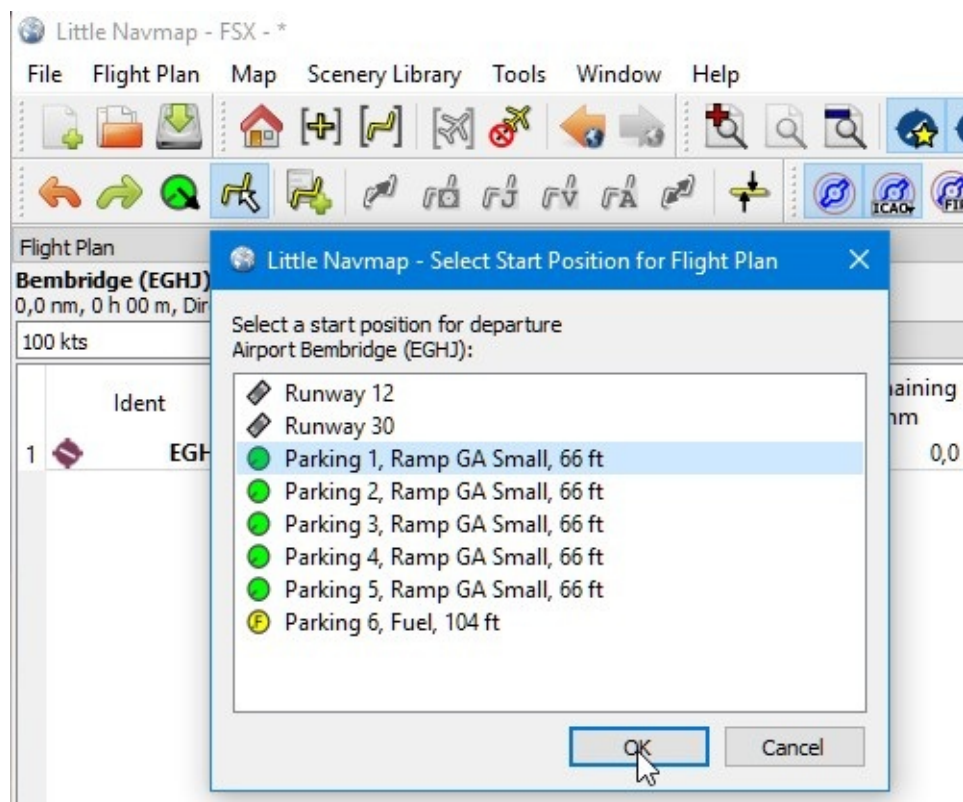 Little Navmap - FSX - *
File Flight Plan Map Scenery Library Tools Window Help
ICAO
Flight Plan
Bembridge (EGHJ)
0,0 nm, 0 h 00 m, Dir
100 kts
Ident
1 EGH
0,0
Little Navmap - Select Start Position for Flight Plan
Select a start position for departure
Airport Bembridge (EGHJ):
Runway 12
Runway 30
Parking 1, Ramp GA Small, 66 ft
Parking 2, Ramp GA Small, 66 ft
Parking 3, Ramp GA Small, 66 ft
Parking 4, Ramp GA Small, 66 ft
Parking 5, Ramp GA Small, 66 ft
F Parking 6, Fuel, 104 ft
OK Cancel